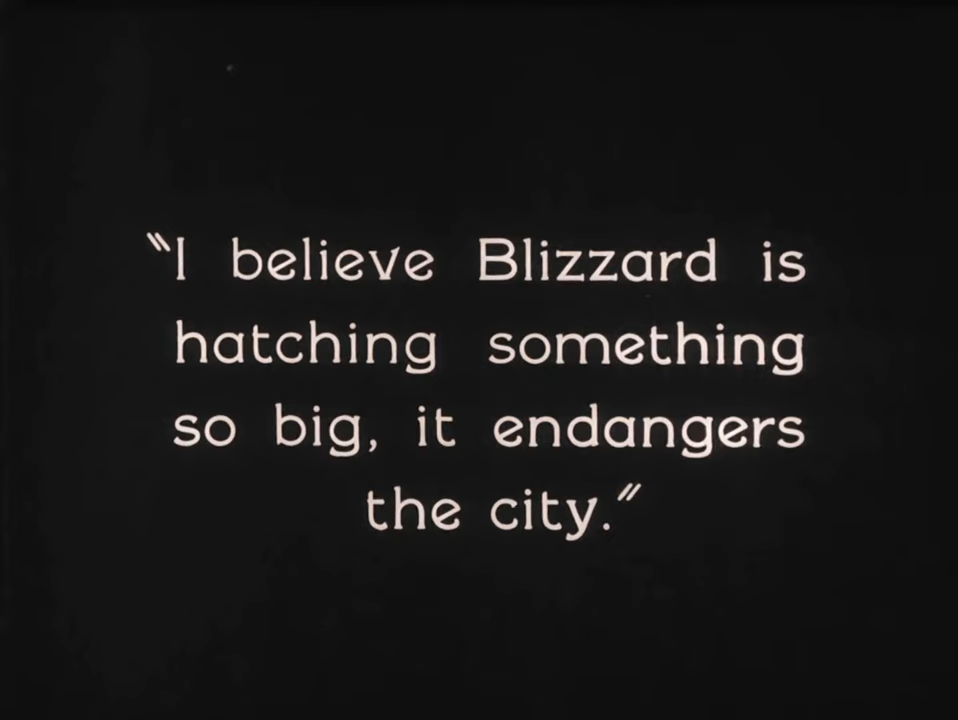 "I believe Blizzard is
hatching something
so big, it endangers
the city."